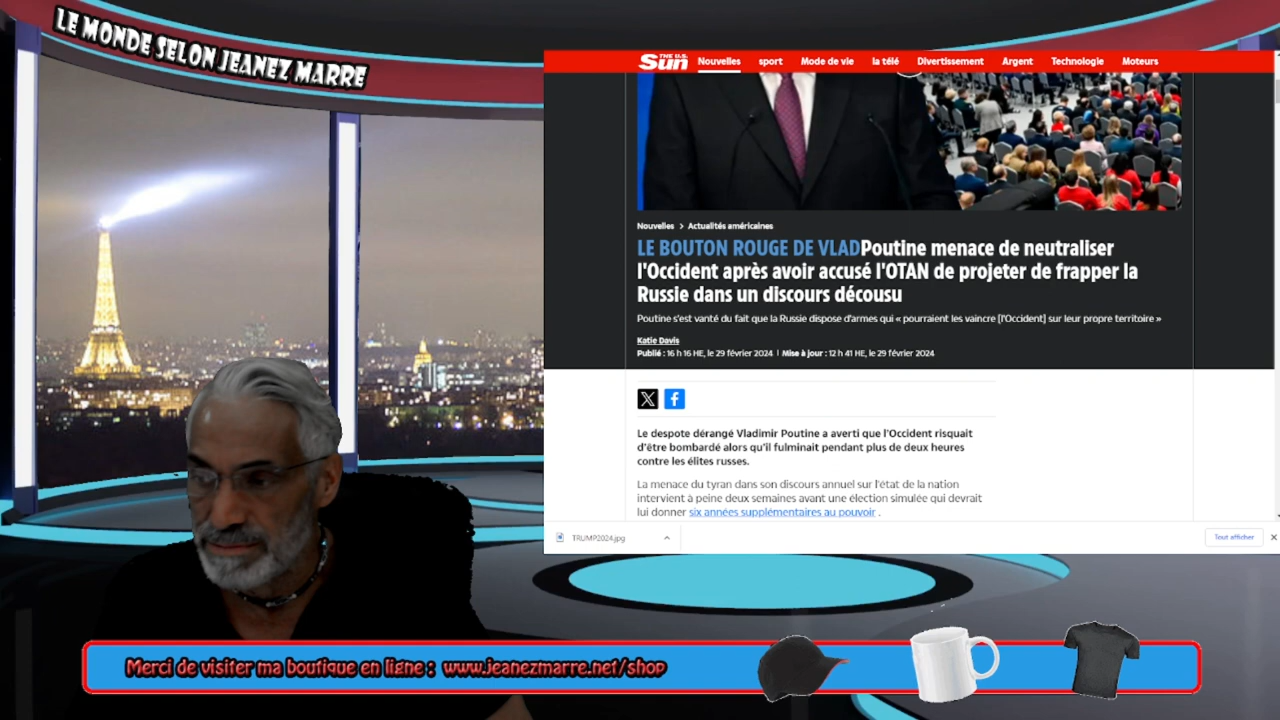 LE MONDE SELON JEANEZ MARRE
THE U.S. Sun Nouvelles sport Mode de vie la télé Divertissement Argent Technologie Moteurs
Nouvelles > Actualités américaines
LE BOUTON ROUGE DE VLADPoutine menace de neutraliser
l'Occident après avoir accusé l'OTAN de projeter de frapper la
Russie dans un discours décousu
Poutine s'est vanté du fait que la Russie dispose d'armes qui « pourraient les vaincre [l'Occident] sur leur propre territoire »
Katie Davis
Publié : 16 h 16 HE, le 29 février 2024 | Mise à jour : 12 h 41 HE, le 29 février 2024
Le despote dérangé Vladimir Poutine a averti que l'Occident risquait
d'être bombardé alors qu'il fulminait pendant plus de deux heures
contre les élites russes.
La menace du tyran dans son discours annuel sur l'état de la nation
intervient à peine deux semaines avant une élection simulée qui devrait
lui donner six années supplémentaires au pouvoir .
TRUMP2024.jpg
Tout afficher
Merci de visiter ma boutique en ligne : www.jeanezmarre.net/shop